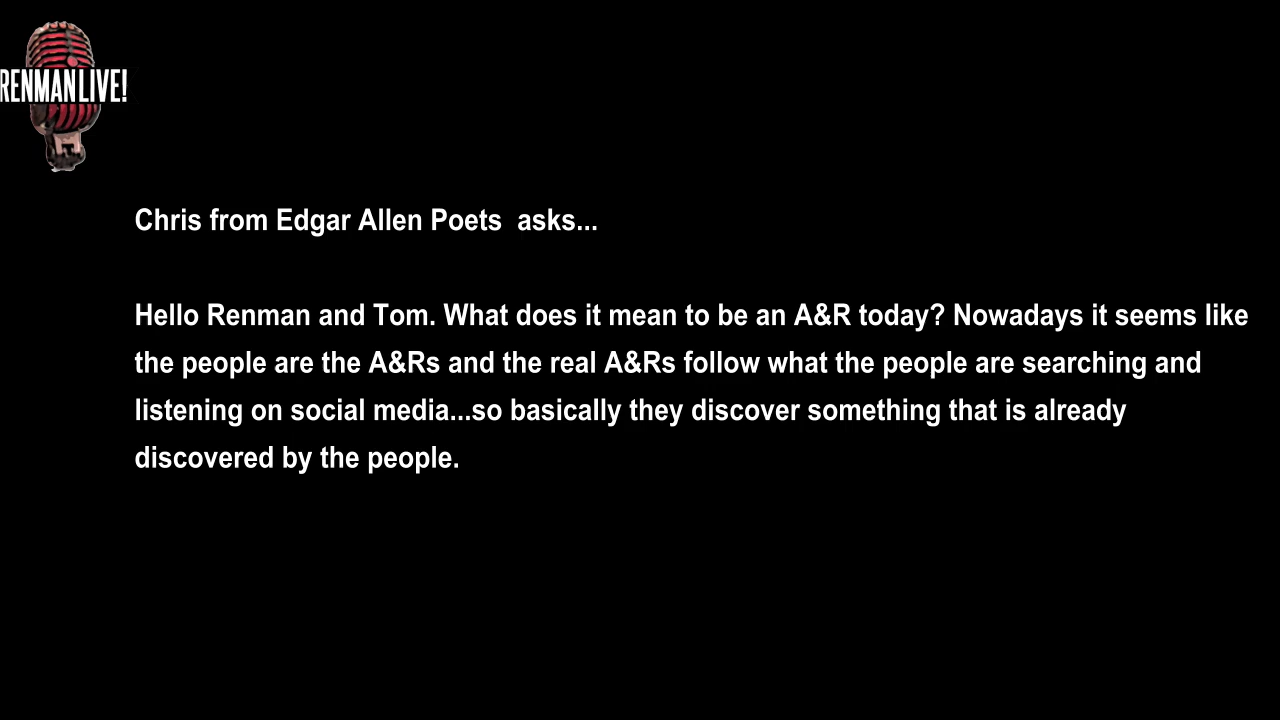 RENMAN LIVE!
Chris from Edgar Allen Poets  asks...
Hello Renman and Tom. What does it mean to be an A&R today? Nowadays it seems like
the people are the A&Rs and the real A&Rs follow what the people are searching and
listening on social media...so basically they discover something that is already
discovered by the people.